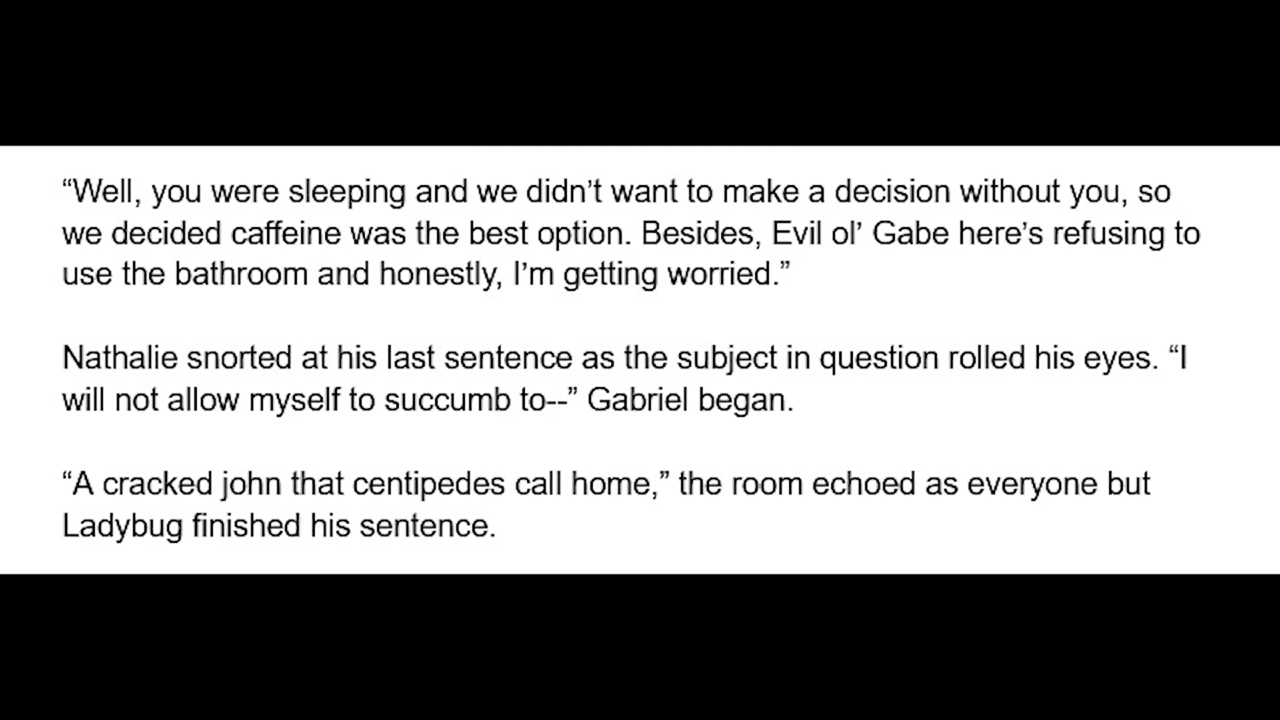 “Well, you were sleeping and we didn’t want to make a decision without you, so
we decided caffeine was the best option. Besides, Evil ol’ Gabe here’s refusing to
use the bathroom and honestly, I’m getting worried.”
Nathalie snorted at his last sentence as the subject in question rolled his eyes. “I
will not allow myself to succumb to--” Gabriel began.
“A cracked john that centipedes call home,” the room echoed as everyone but
Ladybug finished his sentence.